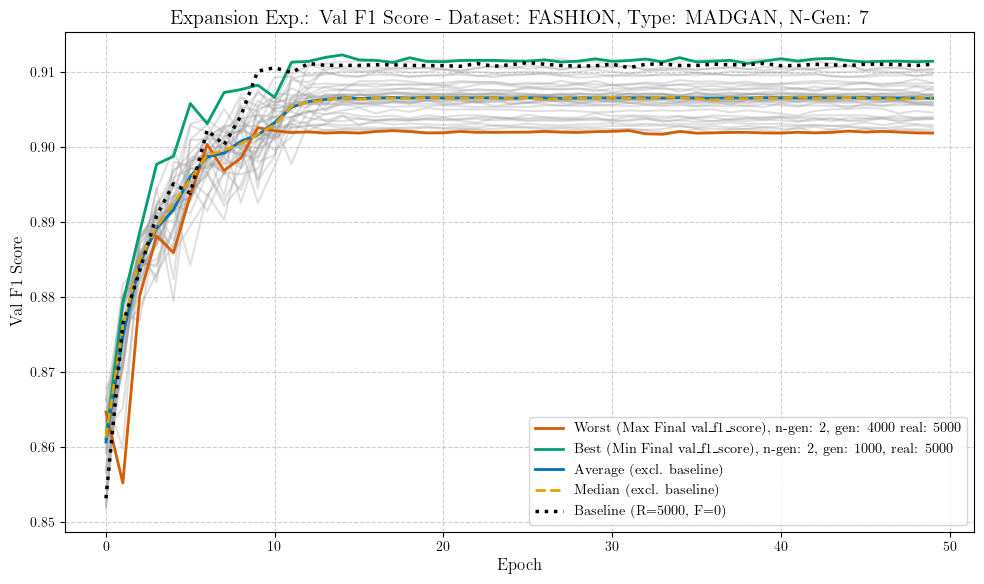 Expansion Exp.: Val F1 Score - Dataset: FASHION, Type: MADGAN, N-Gen: 7
Val F1 Score
0.91
0.90
0.89
0.88
0.87
0.86
0.85
Worst (Max Final val_f1_score), n-gen: 2, gen: 4000 real: 5000
Best (Min Final val_f1_score), n-gen: 2, gen: 1000, real: 5000
Average (excl. baseline)
Median (excl. baseline)
Baseline (R=5000, F=0)
0
10
20
30
40
50
Epoch